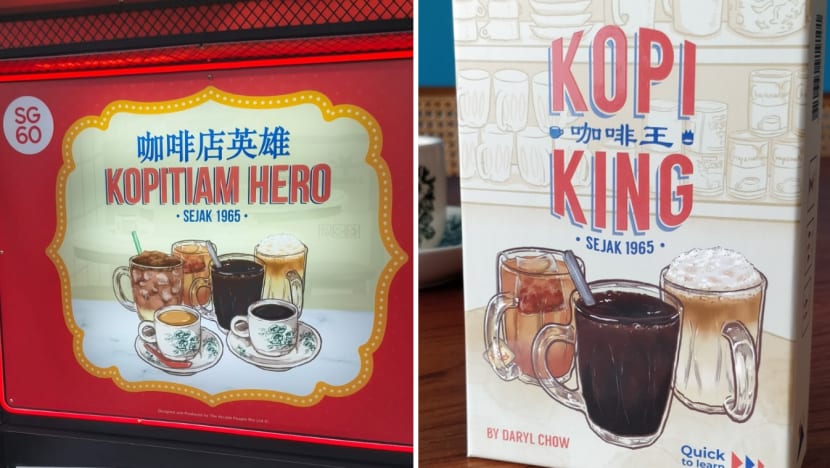 SG
60
咖啡店英雄
KOPITIAM HERO
• SEJAK 1965 •
KOPI
咖啡王
KING
• SEJAK 1965 •
BY DARYL CHOW
Quick
to learn